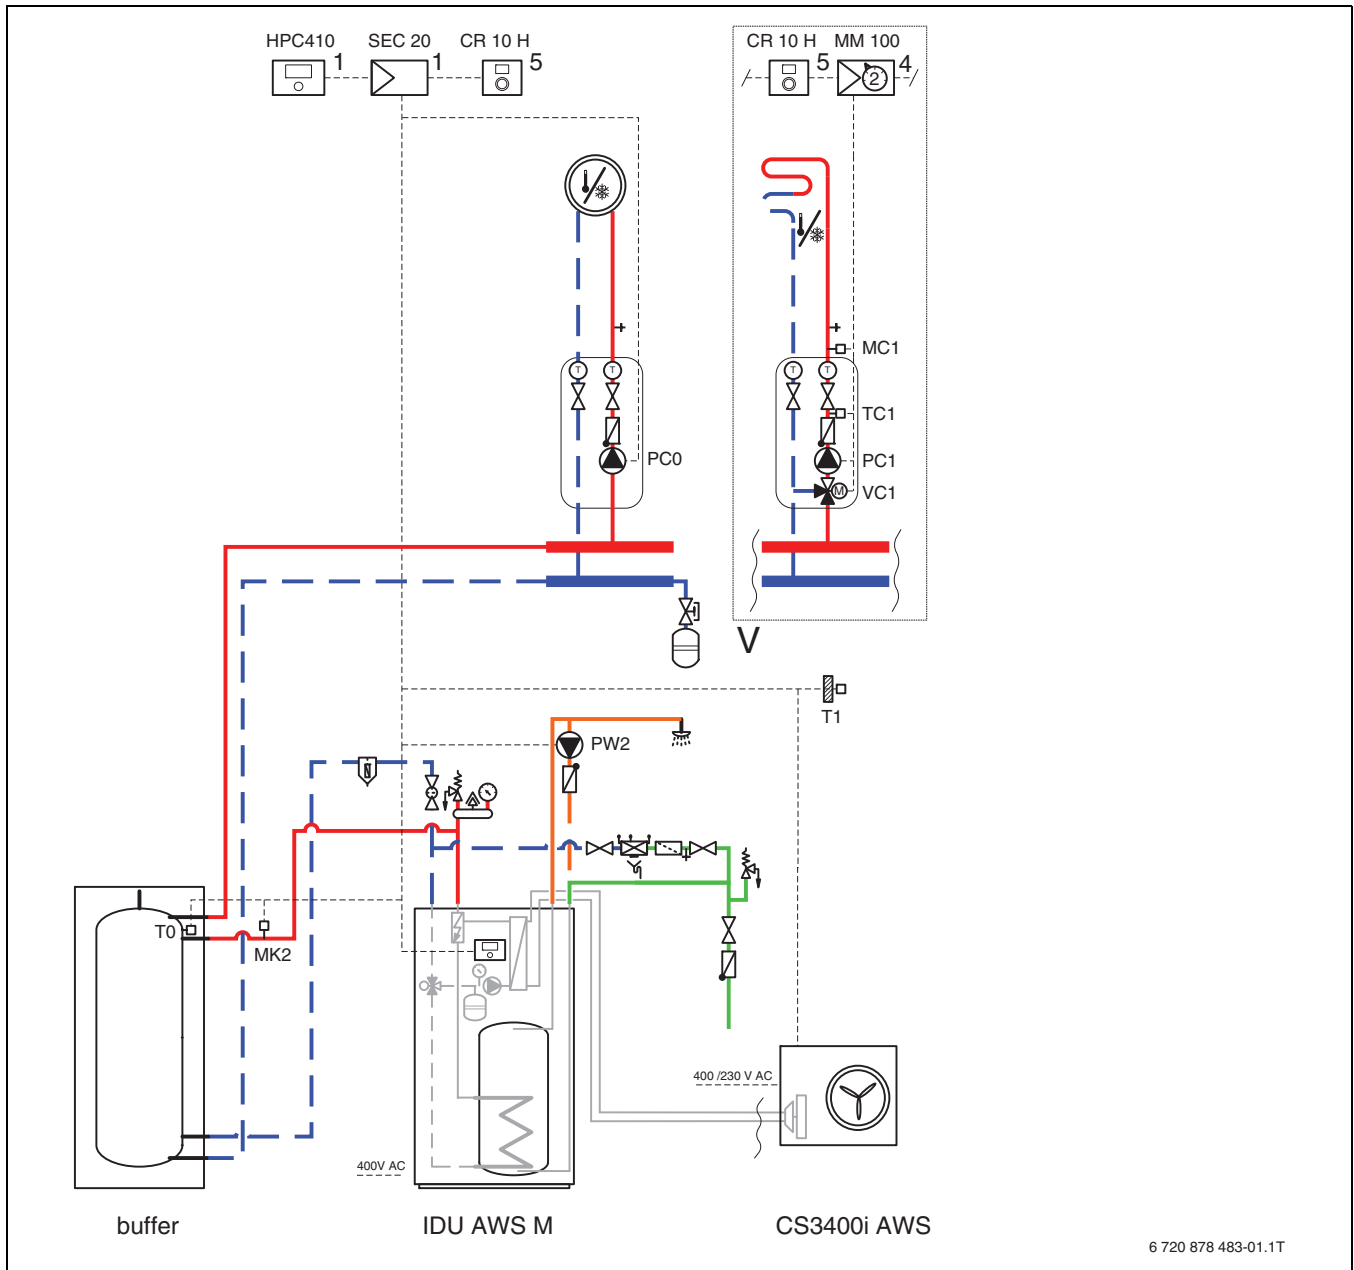 HPC410 SEC 20 CR 10 H CR 10 H MM 100
1 1 5 5 2 4
MC1
T T T T
TC1
PC0 PC1
M VC1
V
T1
PW2
T0
MK2
400 /230 V AC
400V AC
buffer IDU AWS M CS3400i AWS
6 720 878 483-01.1T